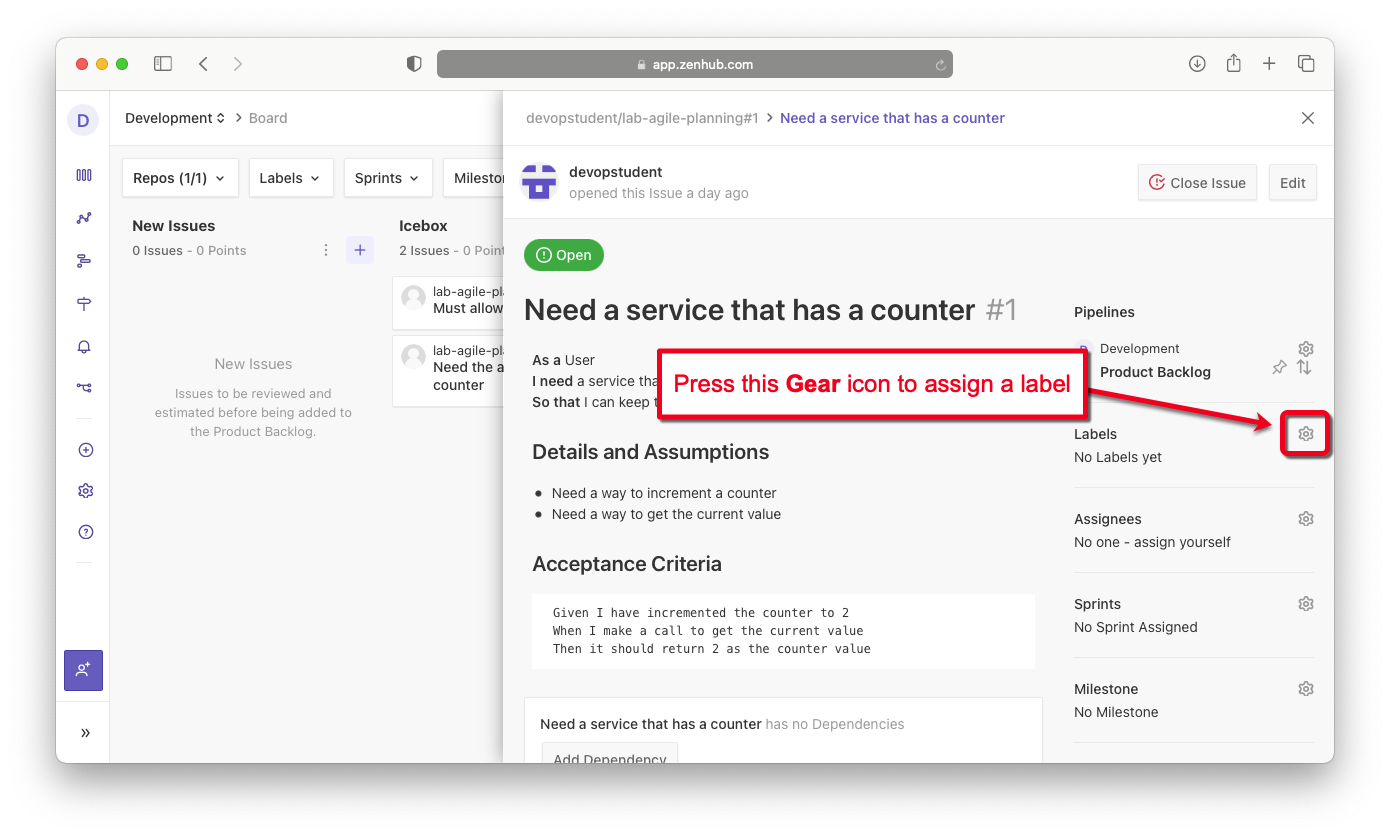 app.zenhub.com
D
Development > Board
devopstudent/lab-agile-planning#1 > Need a service that has a counter
Repos (1/1)
Labels
Sprints
Milesto
devopstudent
opened this Issue a day ago
Close Issue
Edit
New Issues
0 Issues - 0 Points
Icebox
2 Issues - 0 Point
lab-agile-pl
Must allow
lab-agile-pl
Need the a
counter
New Issues
Issues to be reviewed and
estimated before being added to
the Product Backlog.
Open
Need a service that has a counter #1
As a User
I need a service tha
So that I can keep t
Press this Gear icon to assign a label
Details and Assumptions
Need a way to increment a counter
Need a way to get the current value
Acceptance Criteria
Given I have incremented the counter to 2
When I make a call to get the current value
Then it should return 2 as the counter value
Need a service that has a counter has no Dependencies
Add Dependency
Pipelines
Development
Product Backlog
Labels
No Labels yet
Assignees
No one - assign yourself
Sprints
No Sprint Assigned
Milestone
No Milestone